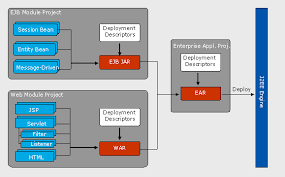 EJB Module Project
Session Bean
Entity Bean
Message-Driven
Deployment
Descriptors
EJB JAR
Enterprise Appl. Proj.
Deployment
Descriptors
EAR
Deploy
J2EE Engine
Web Module Project
JSP
Servlet
Filter
Listener
HTML
Deployment
Descriptors
WAR